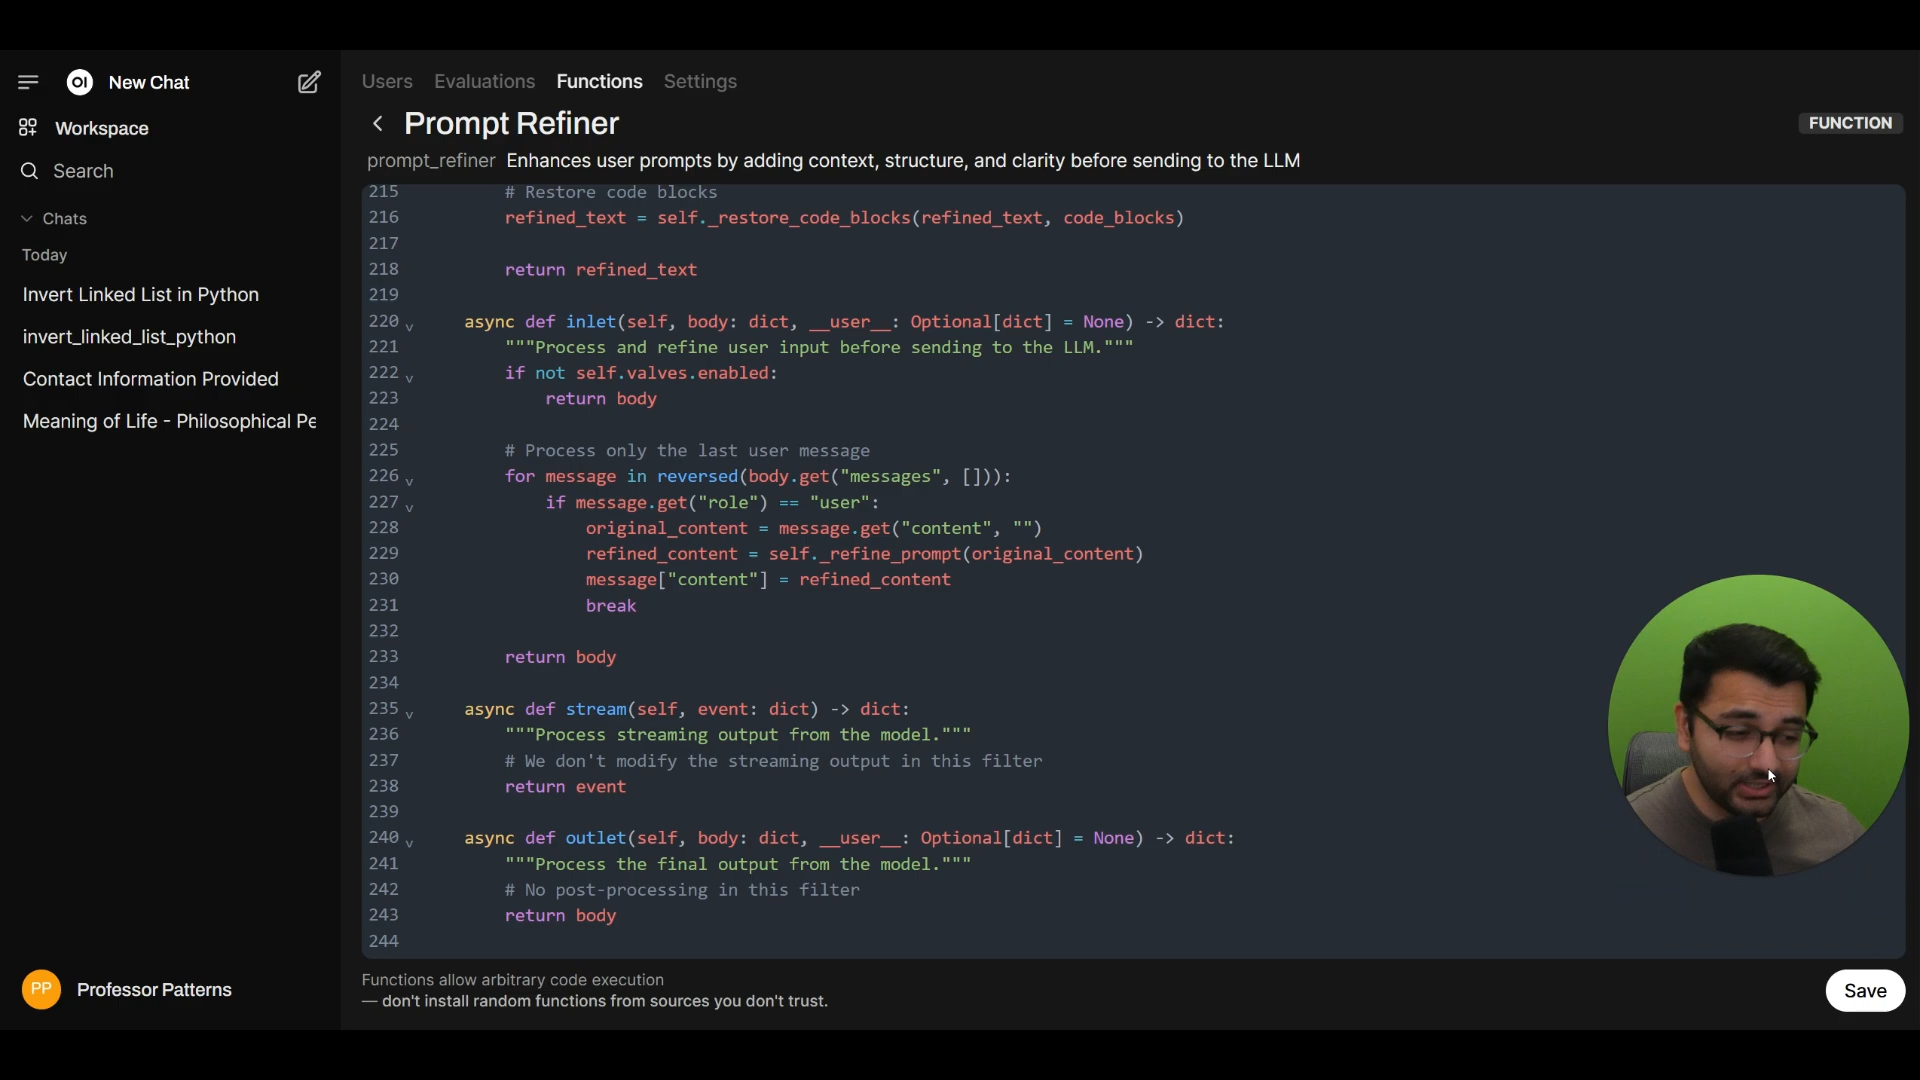 OI New Chat
Workspace
Search
Chats
Today
Invert Linked List in Python
invert_linked_list_python
Contact Information Provided
Meaning of Life - Philosophical Pe
PP Professor Patterns
Users Evaluations Functions Settings
Prompt Refiner
FUNCTION
prompt_refiner Enhances user prompts by adding context, structure, and clarity before sending to the LLM
215         # Restore code blocks
216         refined_text = self._restore_code_blocks(refined_text, code_blocks)
217
218         return refined_text
219
220     async def inlet(self, body: dict, __user__: Optional[dict] = None) -> dict:
221         """Process and refine user input before sending to the LLM."""
222         if not self.valves.enabled:
223             return body
224
225         # Process only the last user message
226         for message in reversed(body.get("messages", [])):
227             if message.get("role") == "user":
228                 original_content = message.get("content", "")
229                 refined_content = self._refine_prompt(original_content)
230                 message["content"] = refined_content
231                 break
232
233         return body
234
235     async def stream(self, event: dict) -> dict:
236         """Process streaming output from the model."""
237         # We don't modify the streaming output in this filter
238         return event
239
240     async def outlet(self, body: dict, __user__: Optional[dict] = None) -> dict:
241         """Process the final output from the model."""
242         # No post-processing in this filter
243         return body
244
Functions allow arbitrary code execution
— don't install random functions from sources you don't trust.
Save